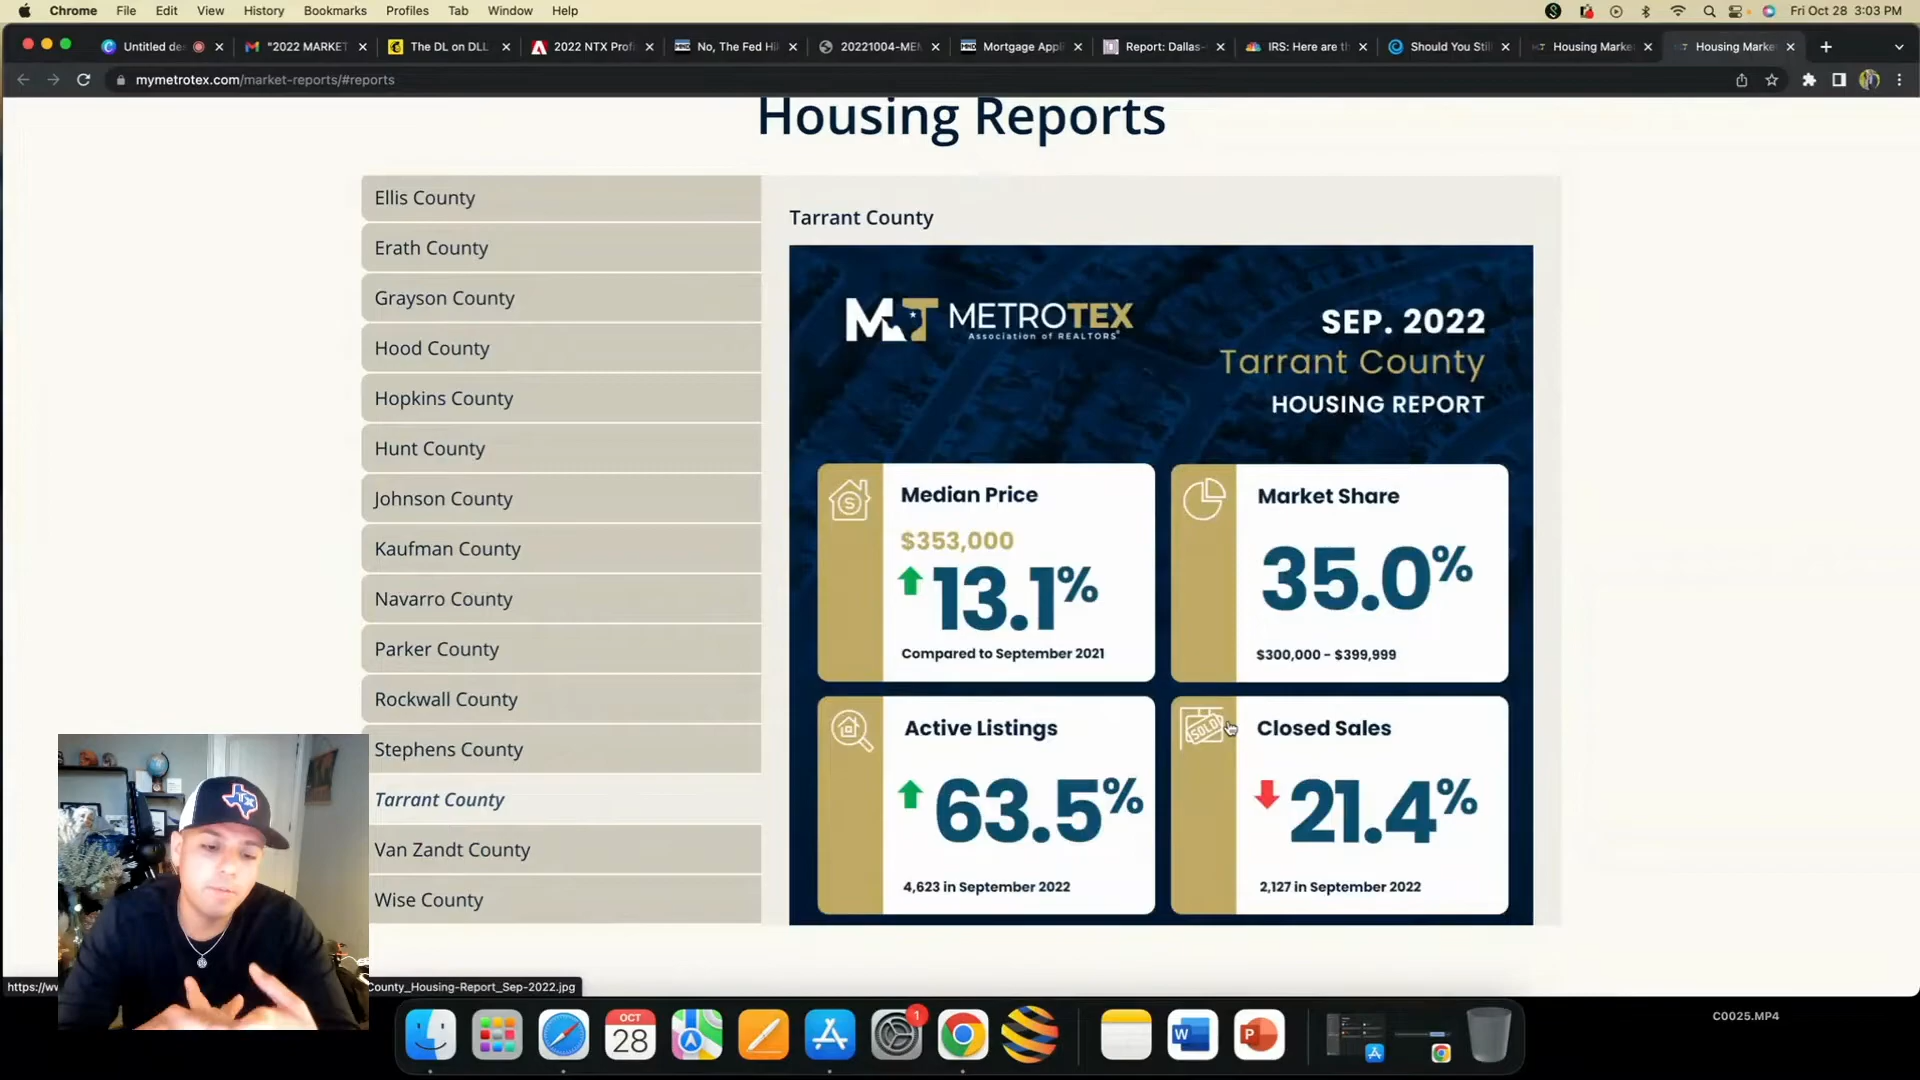 Chrome File Edit View History Bookmarks Profiles Tab Window Help Fri Oct 28 3:03 PM
Untitled de "2022 MARKET The DL on DLL 2022 NTX Profi No, The Fed Hi 20221004-MEM Mortgage Appl Report: Dallas- IRS: Here are th Should You Still Housing Marke Housing Marke
mymetrotex.com/market-reports/#reports
Housing Reports
Ellis County
Erath County
Grayson County
Hood County
Hopkins County
Hunt County
Johnson County
Kaufman County
Navarro County
Parker County
Rockwall County
Stephens County
Tarrant County
Van Zandt County
Wise County
Tarrant County
MT METROTEX
Association of REALTORS®
SEP. 2022
Tarrant County
HOUSING REPORT
Median Price
$353,000
13.1%
Compared to September 2021
Market Share
35.0%
$300,000 - $399,999
Active Listings
63.5%
4,623 in September 2022
SOLD
Closed Sales
21.4%
2,127 in September 2022
https://ww County_Housing-Report_Sep-2022.jpg
OCT
28
1
W
P
C0025.MP4